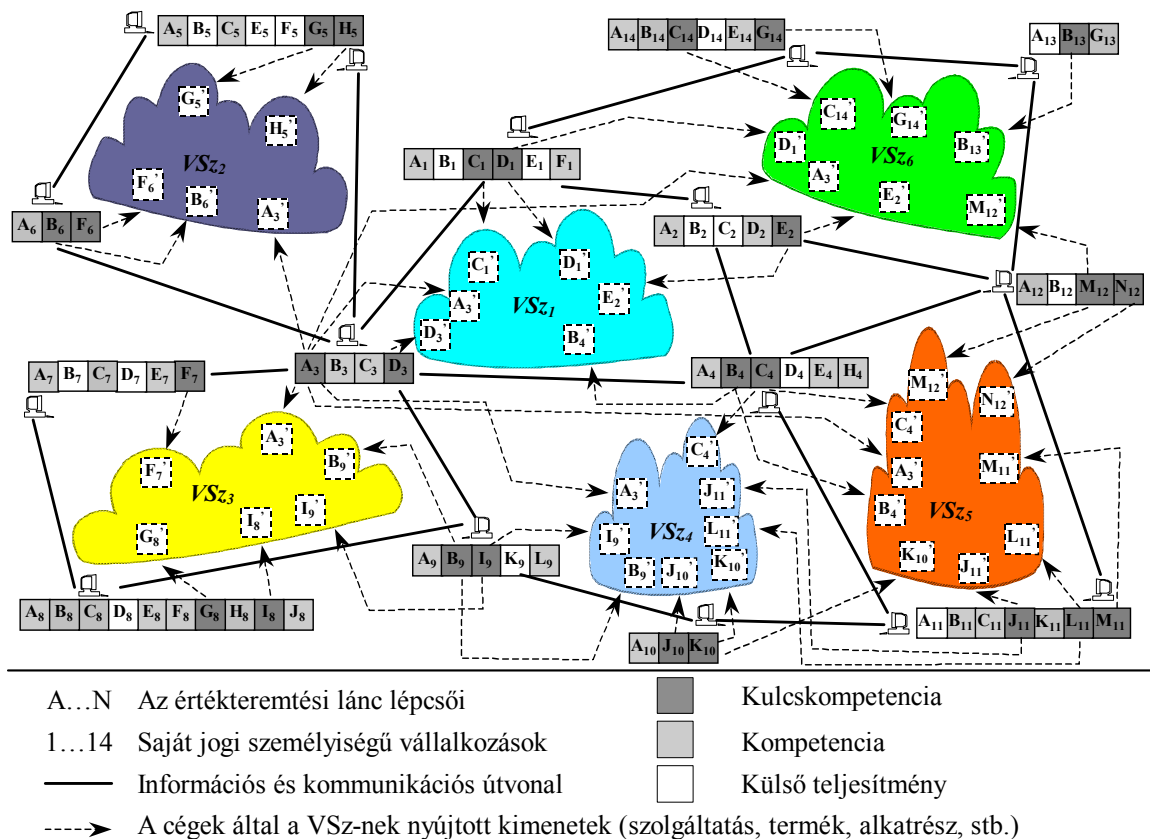 A5 B5 C5 E5 F5 G5 H5
A14 B14 C14 D14 E14 G14
A13 B13 G13
G5'
H5'
VSz2
F6'
B6'
A3'
C14'
G14'
D1'
B13'
VSz6
A3
E2'
M12'
A1 B1 C1 D1 E1 F1
A6 B6 F6
A2 B2 C2 D2 E2
C1'
D1'
A3'
E2'
VSz1
D3'
B4'
A12 B12 M12 N12
A7 B7 C7 D7 E7 F7
A3 B3 C3 D3
A4 B4 C4 D4 E4 H4
M12'
N12'
C4
A3
M11
B4'
VSz5
L11'
K10
J11'
A3'
B9'
F7'
VSz3
I9'
I8'
G8
C4'
A3
J11'
I9'
VSz4
L11'
B9'
J10'
K10'
A9 B9 I9 K9 L9
A8 B8 C8 D8 E8 F8 G8 H8 I8 J8
A10 J10 K10
A11 B11 C11 J11 K11 L11 M11
A…N Az értékteremtési lánc lépcsői
Kulcskompetencia
1…14 Saját jogi személyiségű vállalkozások
Kompetencia
Információs és kommunikációs útvonal
Külső teljesítmény
A cégek által a VSz-nek nyújtott kimenetek (szolgáltatás, termék, alkatrész, stb.)